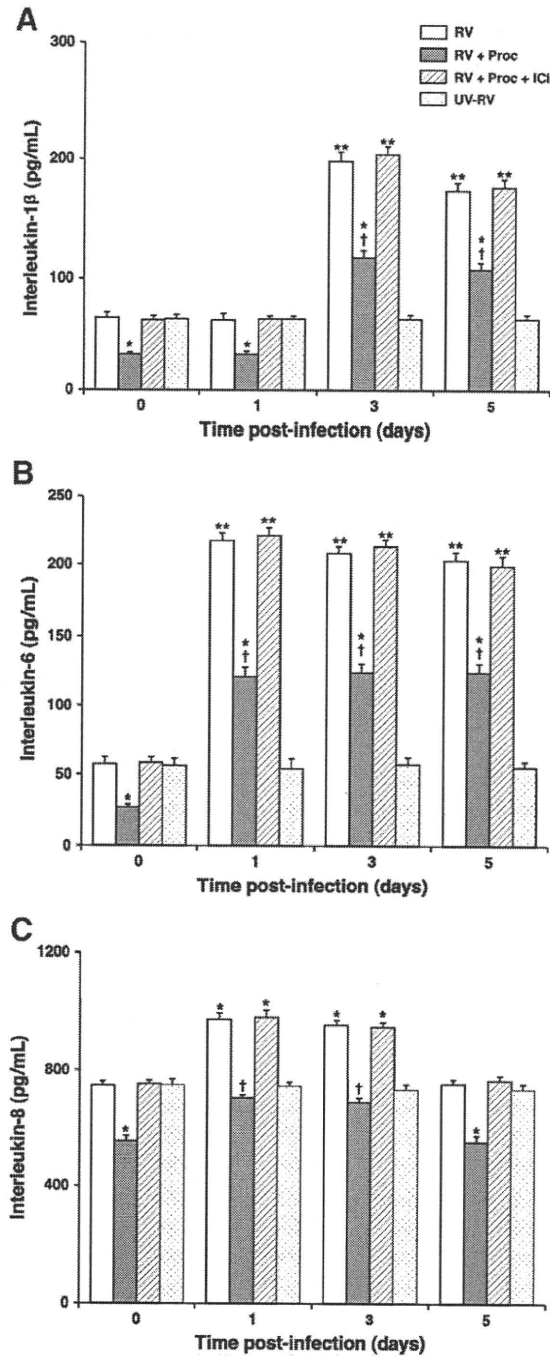 A
RV
RV + Proc
RV + Proc + ICI
UV-RV
Interleukin-1β (pg/mL)
300
200
100
0
** **
* †
** **
* †
* *
0 1 3 5
Time post-infection (days)
B
Interleukin-6 (pg/mL)
250
200
150
100
50
0
** **
** **
** **
* †
* †
* †
*
0 1 3 5
Time post-infection (days)
C
Interleukin-8 (pg/mL)
1200
800
400
0
* *
* *
† †
* *
0 1 3 5
Time post-infection (days)